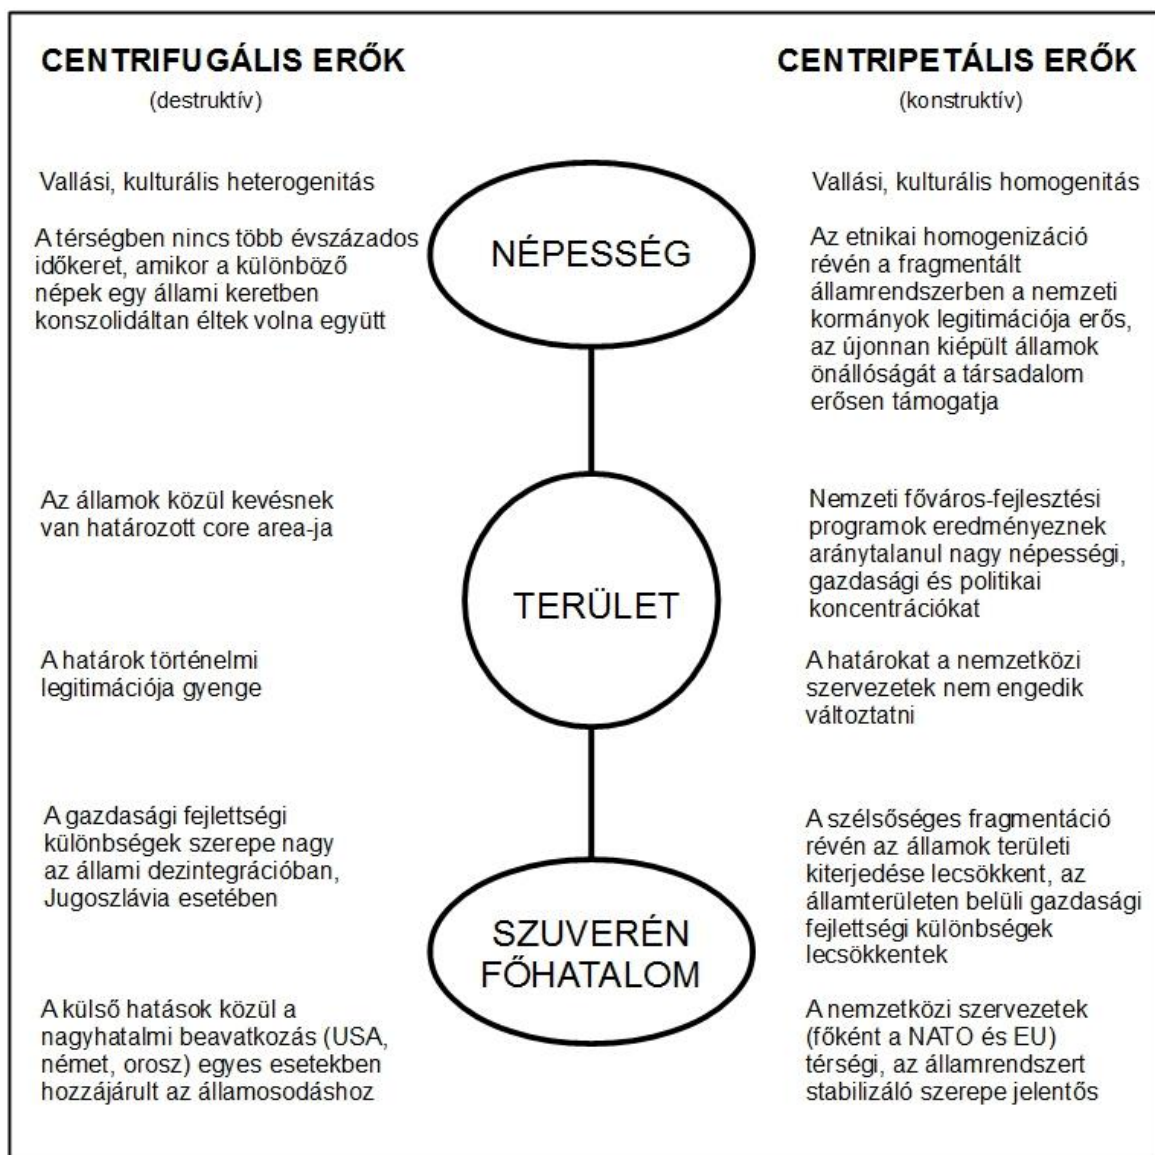 CENTRIFUGÁLIS ERŐK
(destruktív)
CENTRIPETÁLIS ERŐK
(konstruktív)
Vallási, kulturális heterogenitás
A térségben nincs több évszázados
időkeret, amikor a különböző
népek egy állami keretben
konszolidáltan éltek volna együtt
NÉPESSÉG
Vallási, kulturális homogenitás
Az etnikai homogenizáció
révén a fragmentált
államrendszerben a nemzeti
kormányok legitimációja erős,
az újonnan kiépült államok
önállóságát a társadalom
erősen támogatja
Az államok közül kevésnek
van határozott core area-ja
A határok történelmi
legitimációja gyenge
TERÜLET
Nemzeti főváros-fejlesztési
programok eredményeznek
aránytalanul nagy népességi,
gazdasági és politikai
koncentrációkat
A határokat a nemzetközi
szervezetek nem engedik
változtatni
A gazdasági fejlettségi
különbségek szerepe nagy
az állami dezintegrációban,
Jugoszlávia esetében
A külső hatások közül a
nagyhatalmi beavatkozás (USA,
német, orosz) egyes esetekben
hozzájárult az államosodáshoz
SZUVERÉN
FŐHATALOM
A szélsőséges fragmentáció
révén az államok területi
kiterjedése lecsökkent, az
államterületen belüli gazdasági
fejlettségi különbségek
lecsökkentek
A nemzetközi szervezetek
(főként a NATO és EU)
térségi, az államrendszert
stabilizáló szerepe jelentős